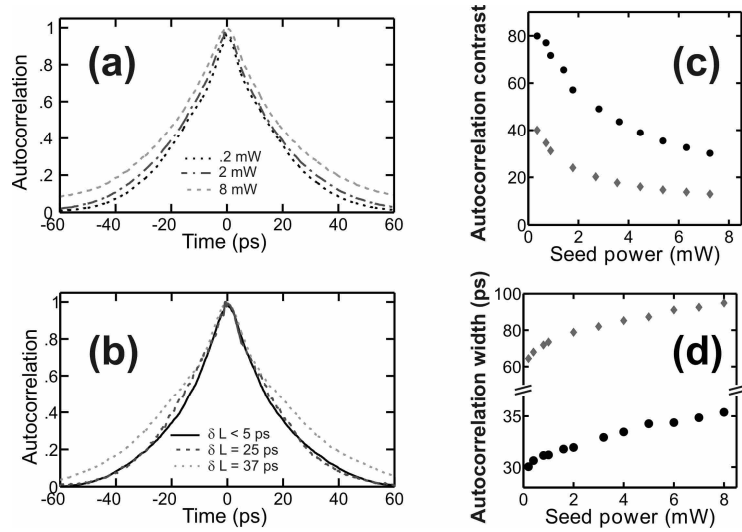 (a)
Autocorrelation
1
.8
.6
.4
.2
0
-60 -40 -20 0 20 40 60
Time (ps)
.2 mW
2 mW
8 mW
(b)
Autocorrelation
1
.8
.6
.4
.2
0
-60 -40 -20 0 20 40 60
Time (ps)
δ L < 5 ps
δ L = 25 ps
δ L = 37 ps
(c)
Autocorrelation contrast
80
60
40
20
0
0 2 4 6 8
Seed power (mW)
(d)
Autocorrelation width (ps)
100
80
60
35
30
0 2 4 6 8
Seed power (mW)